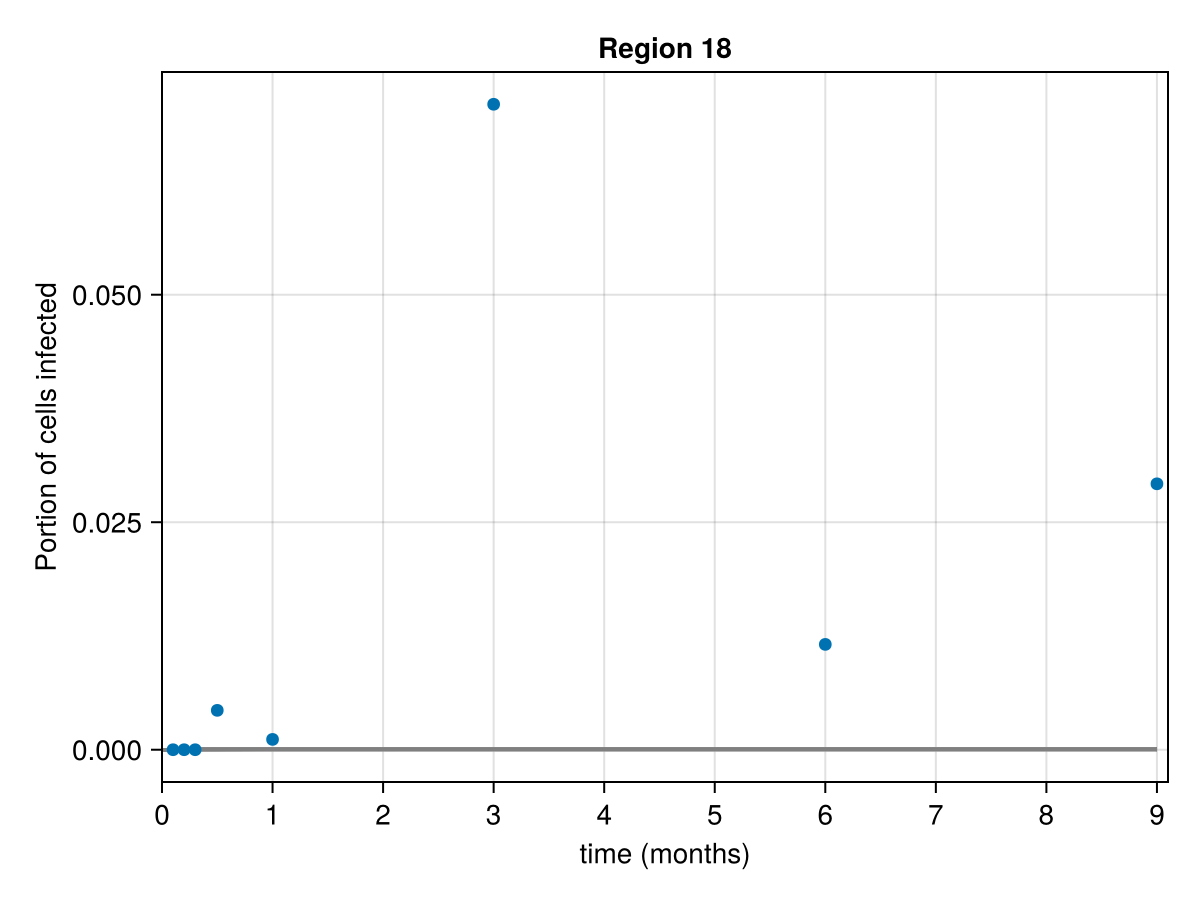 Region 18
Portion of cells infected
0.050
0.025
0.000
0 1 2 3 4 5 6 7 8 9
time (months)